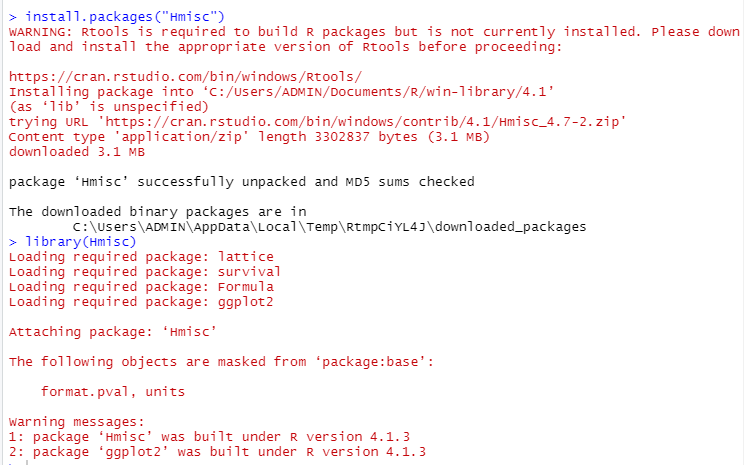 > install.packages("Hmisc")
WARNING: Rtools is required to build R packages but is not currently installed. Please down
load and install the appropriate version of Rtools before proceeding:
https://cran.rstudio.com/bin/windows/Rtools/
Installing package into ‘C:/Users/ADMIN/Documents/R/win-library/4.1’
(as ‘lib’ is unspecified)
trying URL 'https://cran.rstudio.com/bin/windows/contrib/4.1/Hmisc_4.7-2.zip'
Content type 'application/zip' length 3302837 bytes (3.1 MB)
downloaded 3.1 MB
package ‘Hmisc’ successfully unpacked and MD5 sums checked
The downloaded binary packages are in
C:\Users\ADMIN\AppData\Local\Temp\RtmpCiYL4J\downloaded_packages
> library(Hmisc)
Loading required package: lattice
Loading required package: survival
Loading required package: Formula
Loading required package: ggplot2
Attaching package: ‘Hmisc’
The following objects are masked from ‘package:base’:
format.pval, units
Warning messages:
1: package ‘Hmisc’ was built under R version 4.1.3
2: package ‘ggplot2’ was built under R version 4.1.3